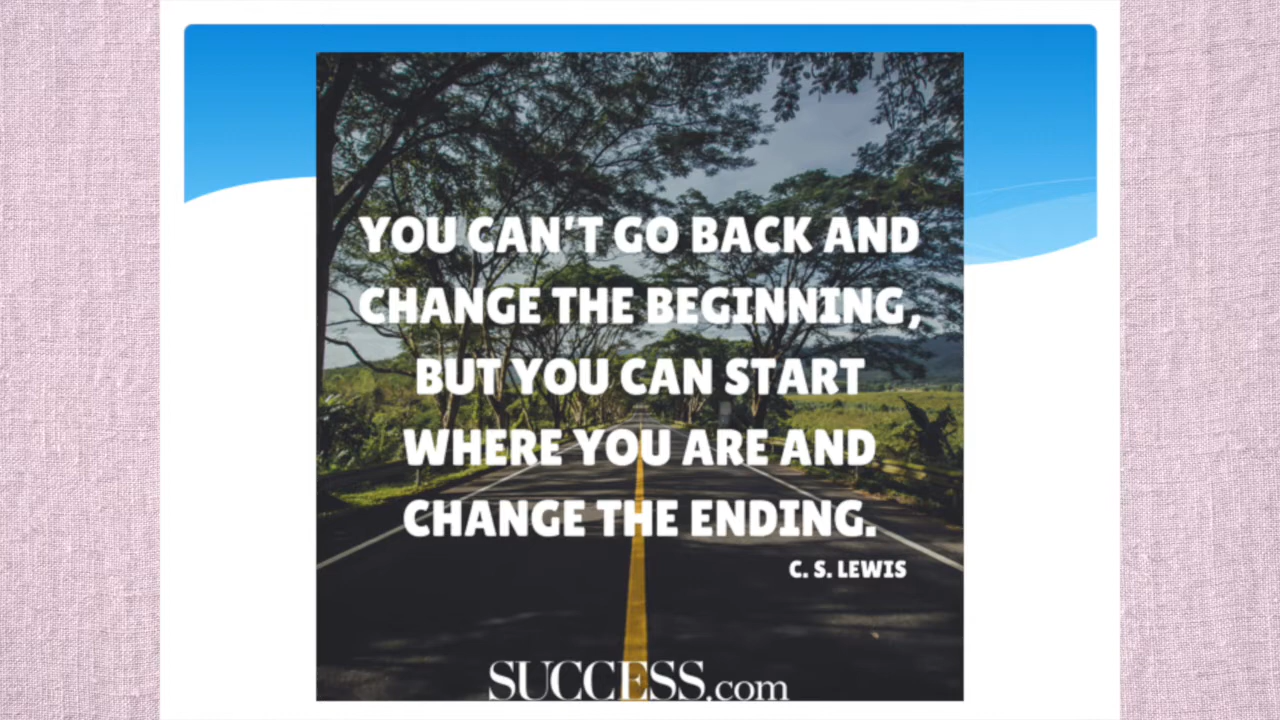 YOU CAN'T GO BACK AND
CHANGE THE BEGINNING,
BUT YOU CAN START
WHERE YOU ARE AND
CHANGE THE ENDING.
C. S. LEWIS
SUCCESS.com